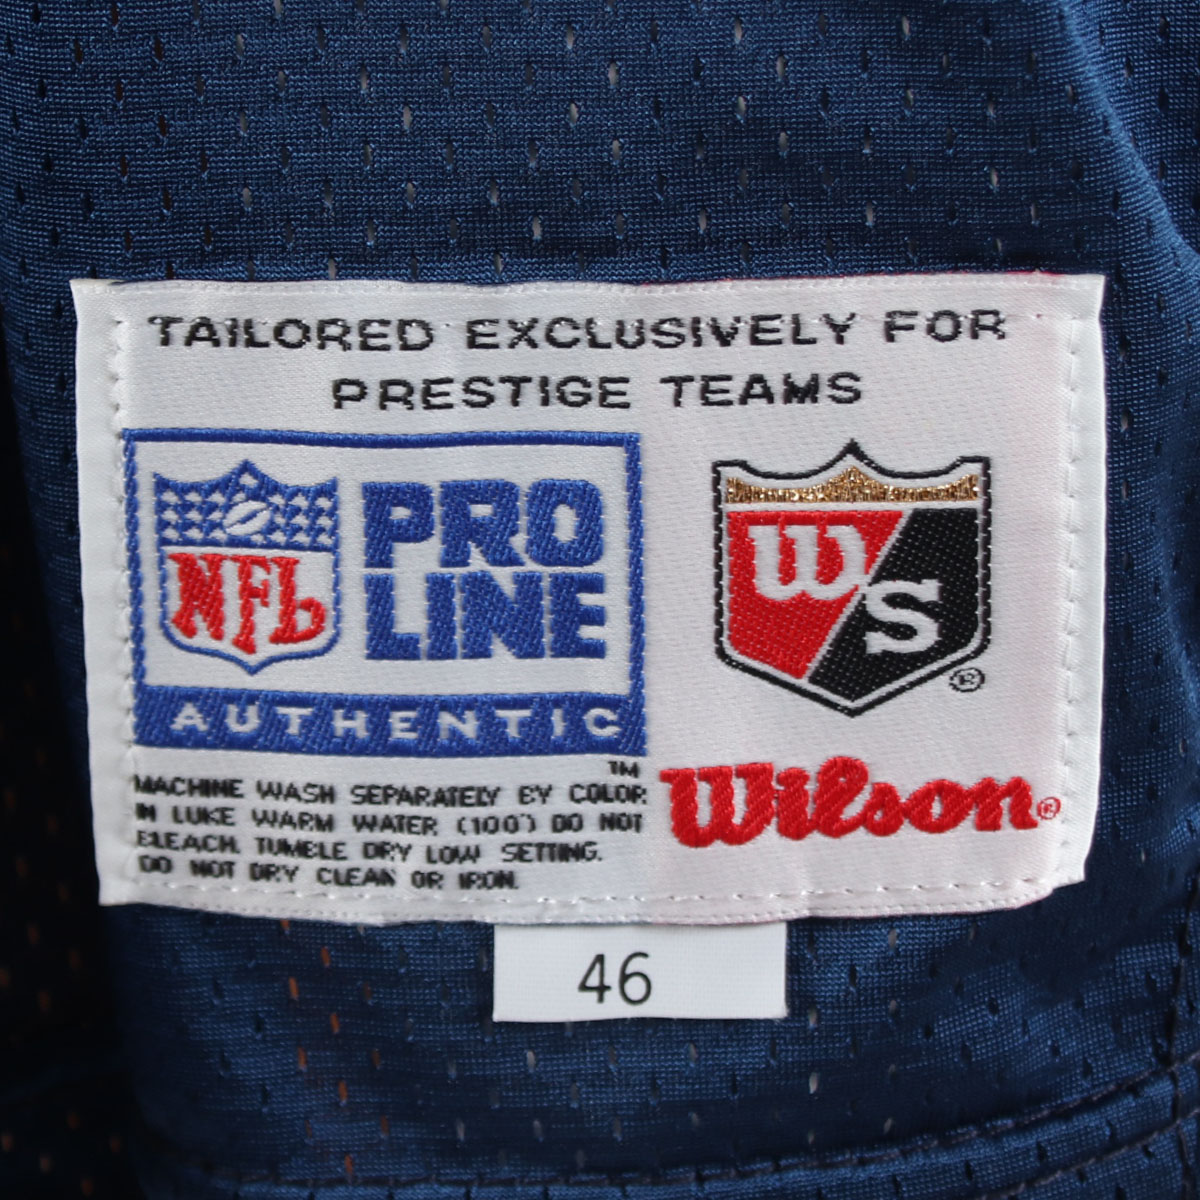 TAILORED EXCLUSIVELY FOR
PRESTIGE TEAMS
NFL
PRO
LINE
AUTHENTIC
™
MACHINE WASH SEPARATELY BY COLOR
IN LUKE WARM WATER (100°) DO NOT
BLEACH. TUMBLE DRY LOW SETTING.
DO NOT DRY CLEAN OR IRON.
W
S
®
Wilson®
46